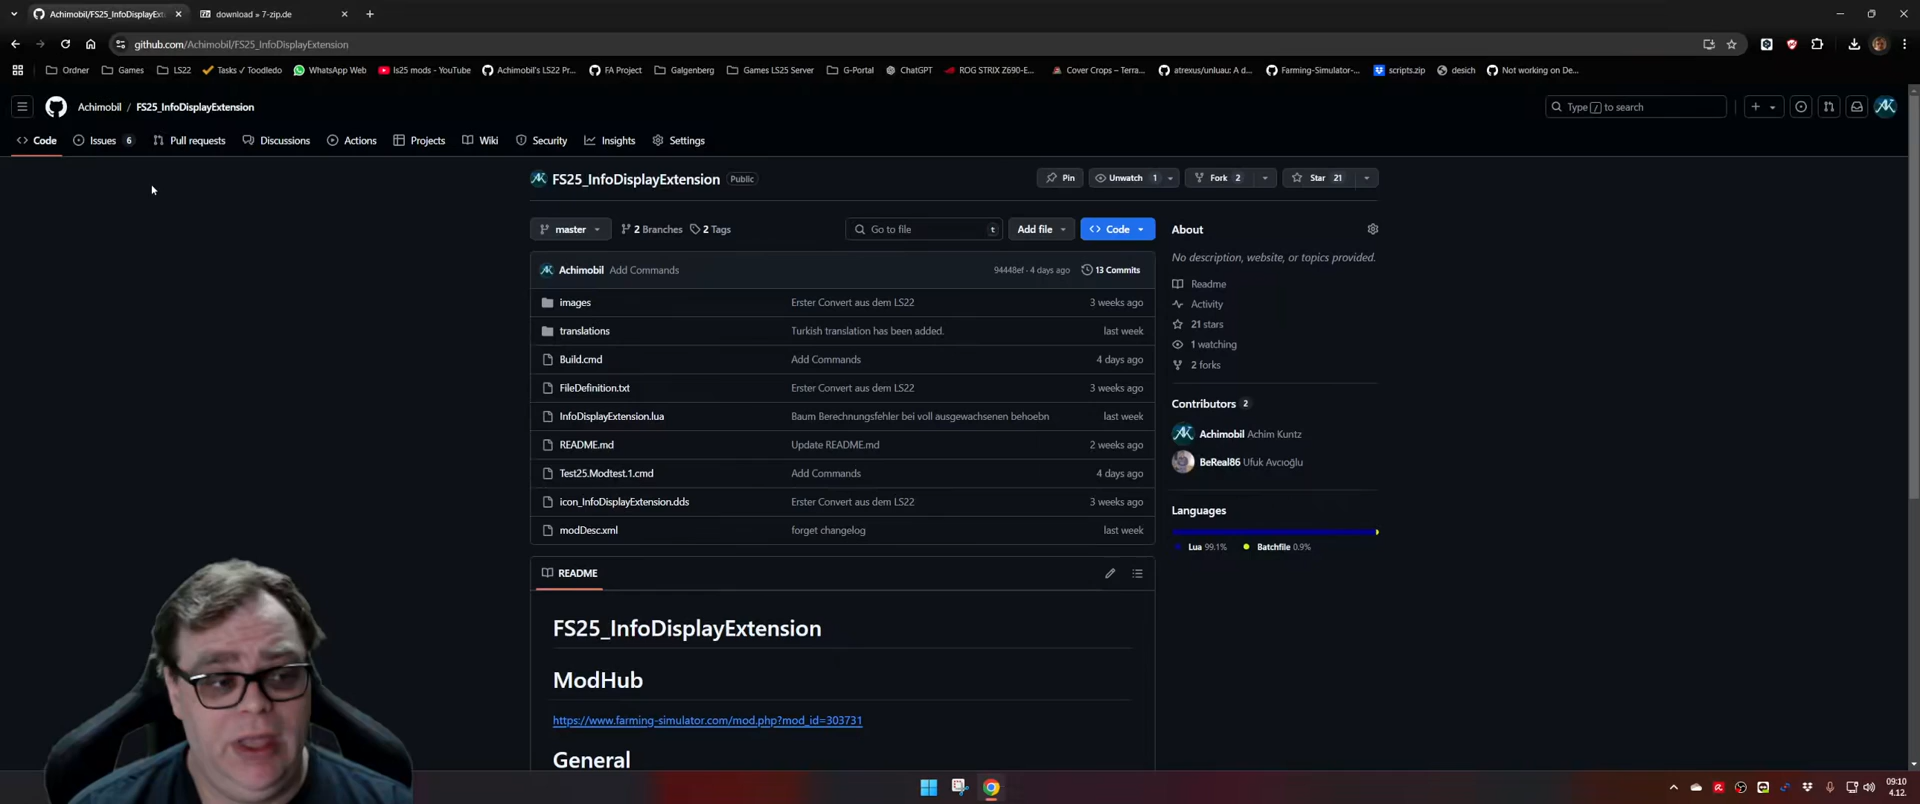 Achimobil/FS25_InfoDisplayExt
download » 7-zip.de
github.com/Achimobil/FS25_InfoDisplayExtension
Ordner
Games
LS22
Tasks ✓ Toodledo
WhatsApp Web
ls25 mods - YouTube
Achimobil's LS22 Pr...
FA Project
Galgenberg
Games LS25 Server
G-Portal
ChatGPT
ROG STRIX Z690-E...
Cover Crops – Terra...
atrexus/unluau: A d...
Farming-Simulator-...
scripts.zip
desich
Not working on De...
Achimobil / FS25_InfoDisplayExtension
Type / to search
Code
Issues 6
Pull requests
Discussions
Actions
Projects
Wiki
Security
Insights
Settings
FS25_InfoDisplayExtension Public
Pin
Unwatch 1
Fork 2
Star 21
master
2 Branches
2 Tags
Go to file t
Add file
Code
Achimobil Add Commands 94448ef · 4 days ago 13 Commits
images Erster Convert aus dem LS22 3 weeks ago
translations Turkish translation has been added. last week
Build.cmd Add Commands 4 days ago
FileDefinition.txt Erster Convert aus dem LS22 3 weeks ago
InfoDisplayExtension.lua Baum Berechnungsfehler bei voll ausgewachsenen behoebn last week
README.md Update README.md 2 weeks ago
Test25.Modtest.1.cmd Add Commands 4 days ago
icon_InfoDisplayExtension.dds Erster Convert aus dem LS22 3 weeks ago
modDesc.xml forget changelog last week
README
FS25_InfoDisplayExtension
ModHub
https://www.farming-simulator.com/mod.php?mod_id=303731
General
About
No description, website, or topics provided.
Readme
Activity
21 stars
1 watching
2 forks
Contributors 2
Achimobil Achim Kuntz
BeReal86 Ufuk Avcıoğlu
Languages
Lua 99.1%
Batchfile 0.9%
09:10
4.12.